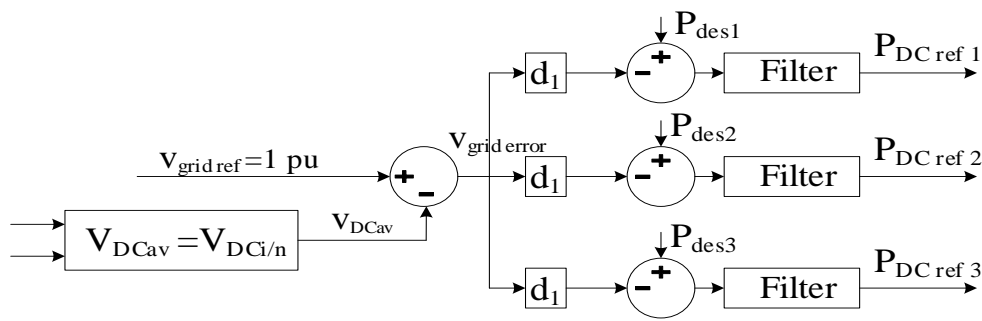 P_des1
+
d_1
−
Filter
P_DC ref 1
v_grid ref=1 pu
+
−
v_grid error
P_des2
+
d_1
−
Filter
P_DC ref 2
V_DCav=V_DCi/n
v_DCav
P_des3
+
d_1
−
Filter
P_DC ref 3